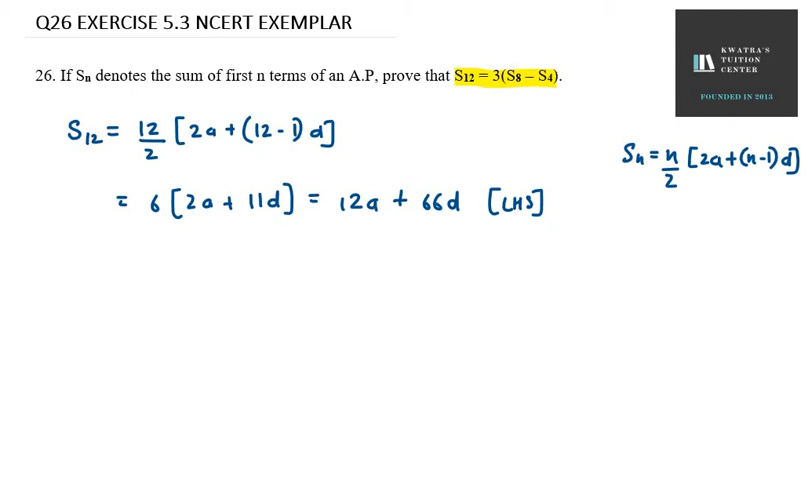 Q26 EXERCISE 5.3 NCERT EXEMPLAR
KWATRA'S
TUITION
CENTER
FOUNDED IN 2013
26. If Sn denotes the sum of first n terms of an A.P, prove that S12 = 3(S8 – S4).
S12 = 12/2 [2a + (12 - 1) d]
Sn = n/2 [2a + (n-1) d]
= 6 [2a + 11d] = 12a + 66d [LHS]